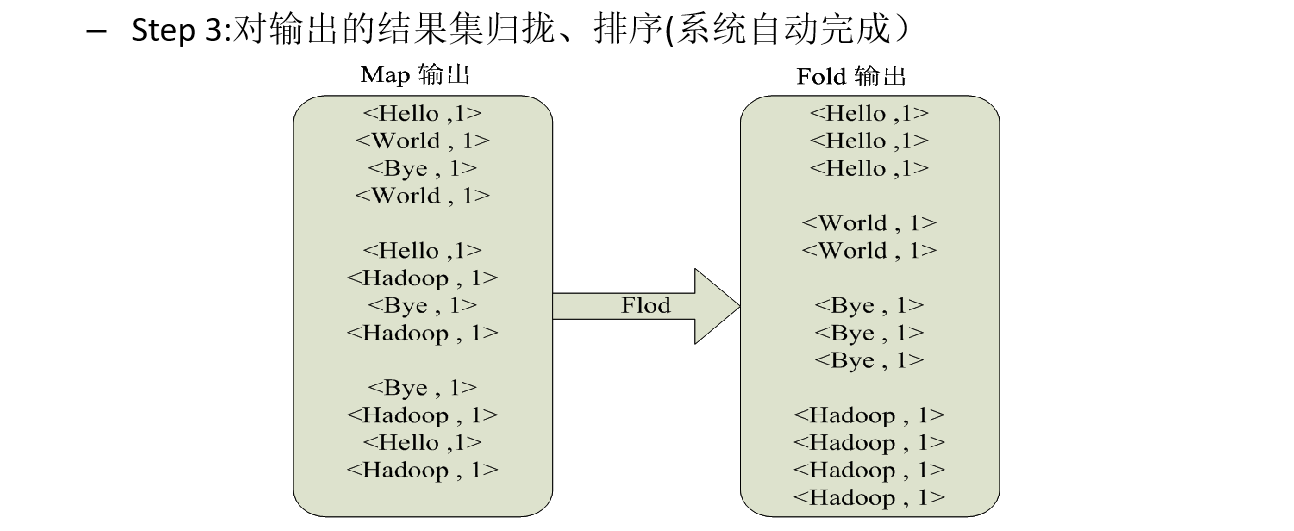 – Step 3:对输出的结果集归拢、排序(系统自动完成）
Map 输出
<Hello ,1>
<World , 1>
<Bye , 1>
<World , 1>
<Hello ,1>
<Hadoop , 1>
<Bye , 1>
<Hadoop , 1>
<Bye , 1>
<Hadoop , 1>
<Hello ,1>
<Hadoop , 1>
Flod
Fold 输出
<Hello ,1>
<Hello ,1>
<Hello ,1>
<World , 1>
<World , 1>
<Bye , 1>
<Bye , 1>
<Bye , 1>
<Hadoop , 1>
<Hadoop , 1>
<Hadoop , 1>
<Hadoop , 1>